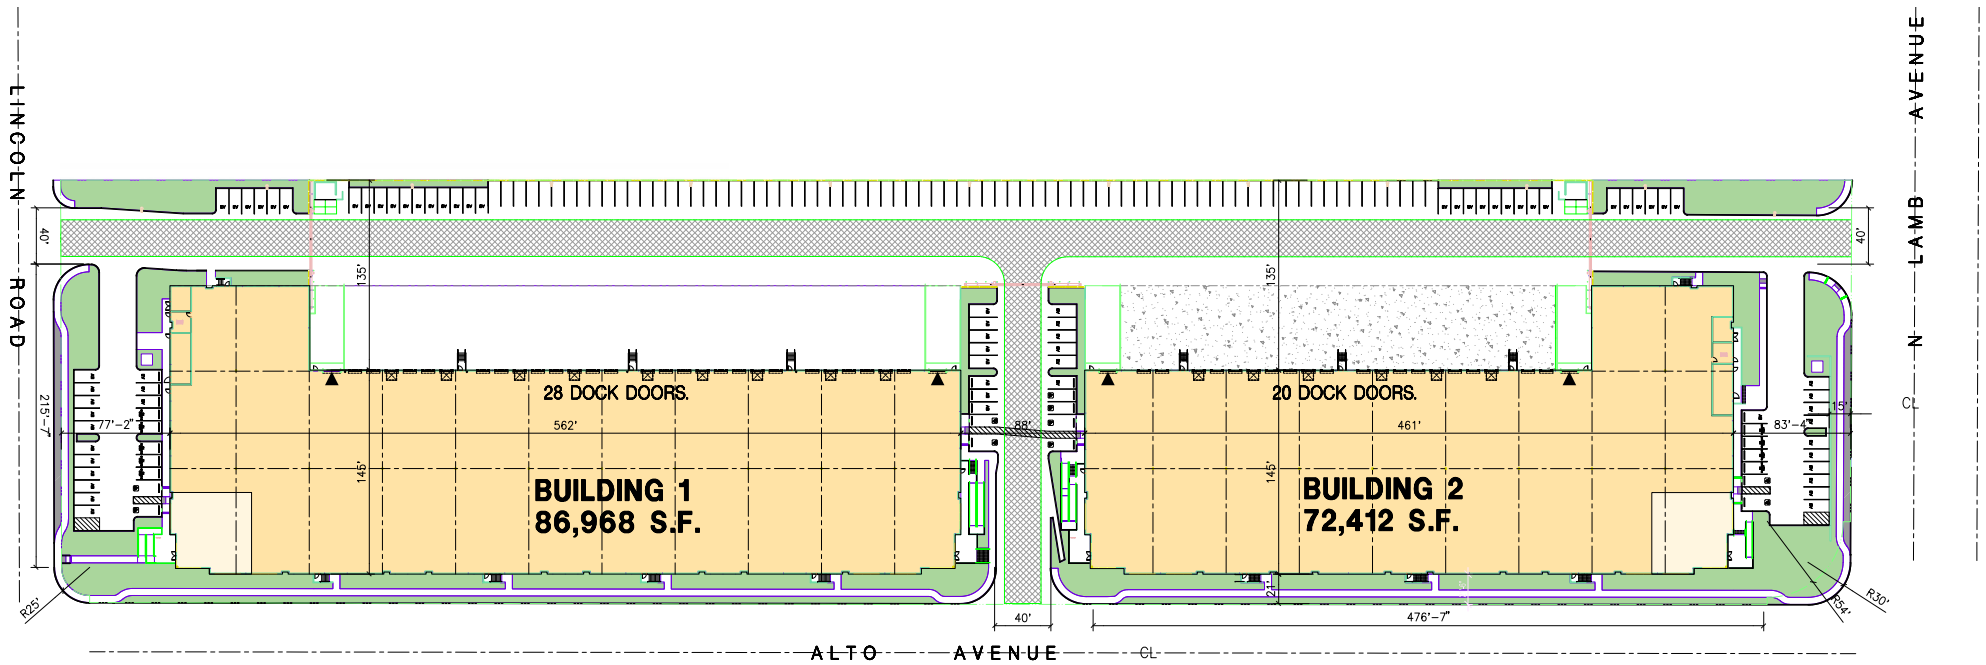 LINCOLN ROAD
N LAMB AVENUE
40'
135'
135'
40'
28 DOCK DOORS.
20 DOCK DOORS.
215'-7"
77'-2"
562'
88'
461'
15'
83'-4"
CL
145'
145'
BUILDING 1
86,968 S.F.
BUILDING 2
72,412 S.F.
21'
R25'
R54'
R30'
40'
476'-7"
ALTO AVENUE
CL